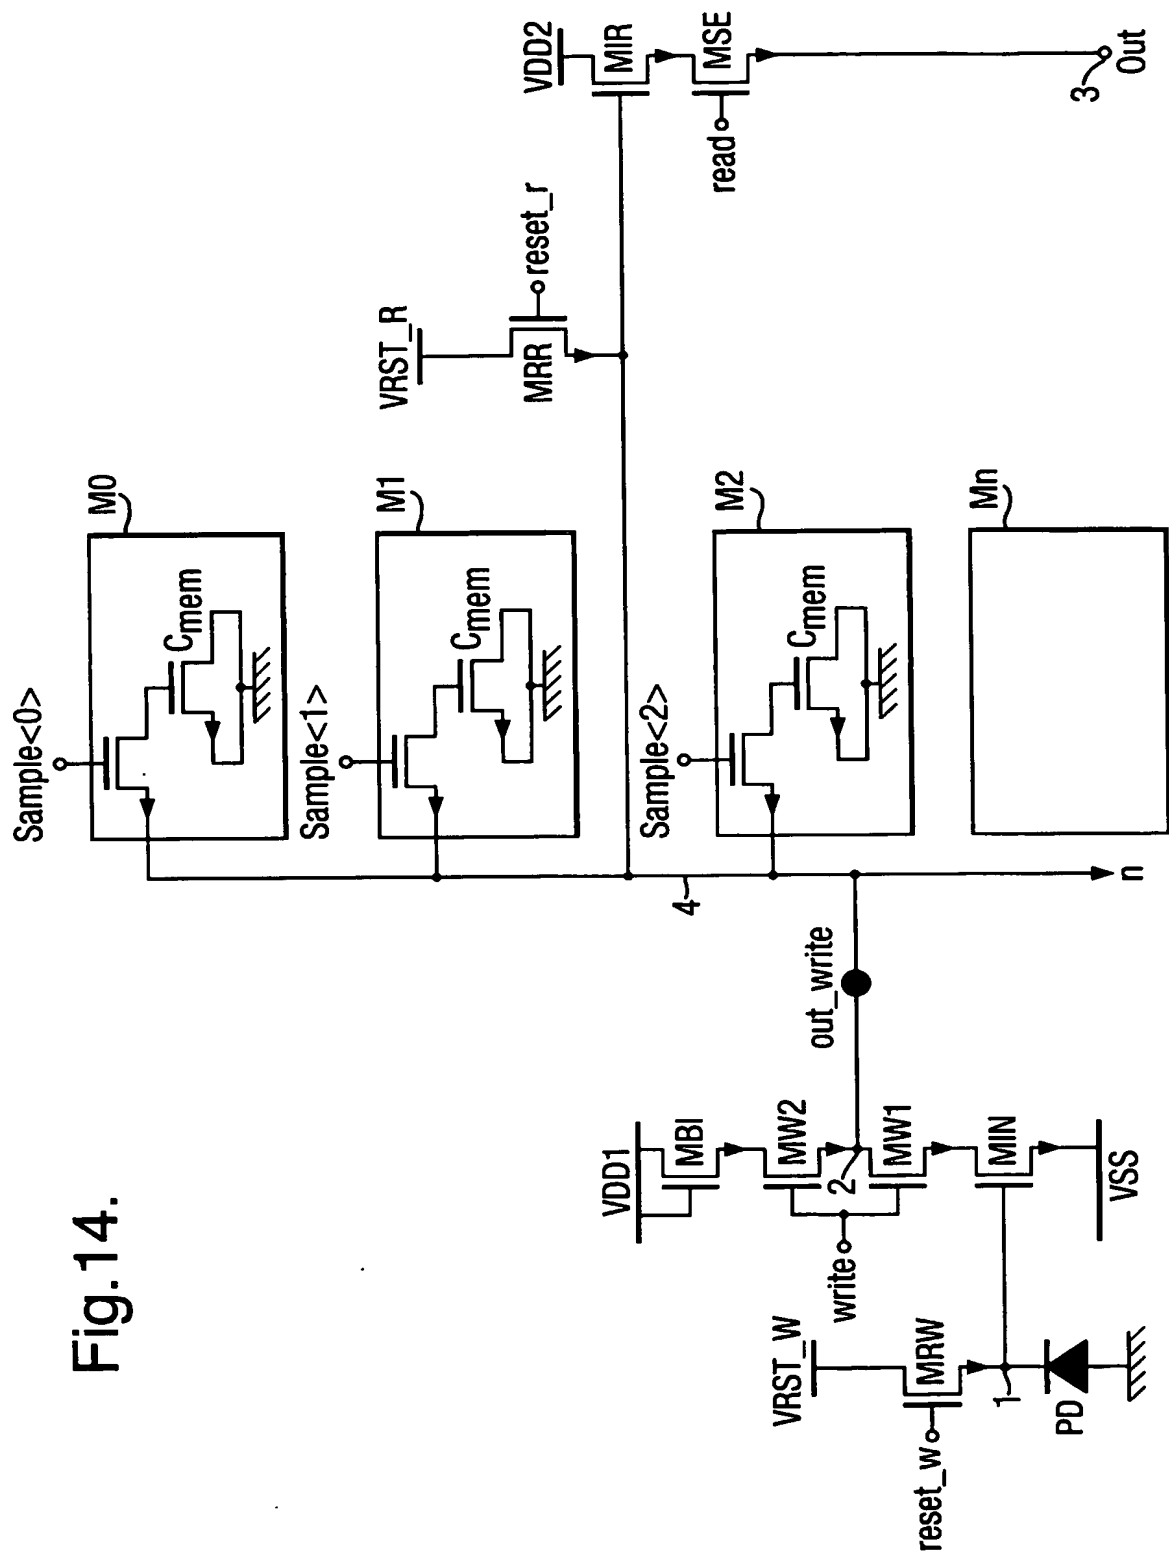 Fig.14.
Sample<0>
M0
Cmem
Sample<1>
M1
Cmem
Sample<2>
M2
Cmem
Mn
4
n
out_write
VDD1
MBI
MW2
2
MW1
MIN
VSS
write
VRST_W
MRW
reset_w
1
PD
VRST_R
MRR
reset_r
VDD2
MIR
MSE
read
3
Out